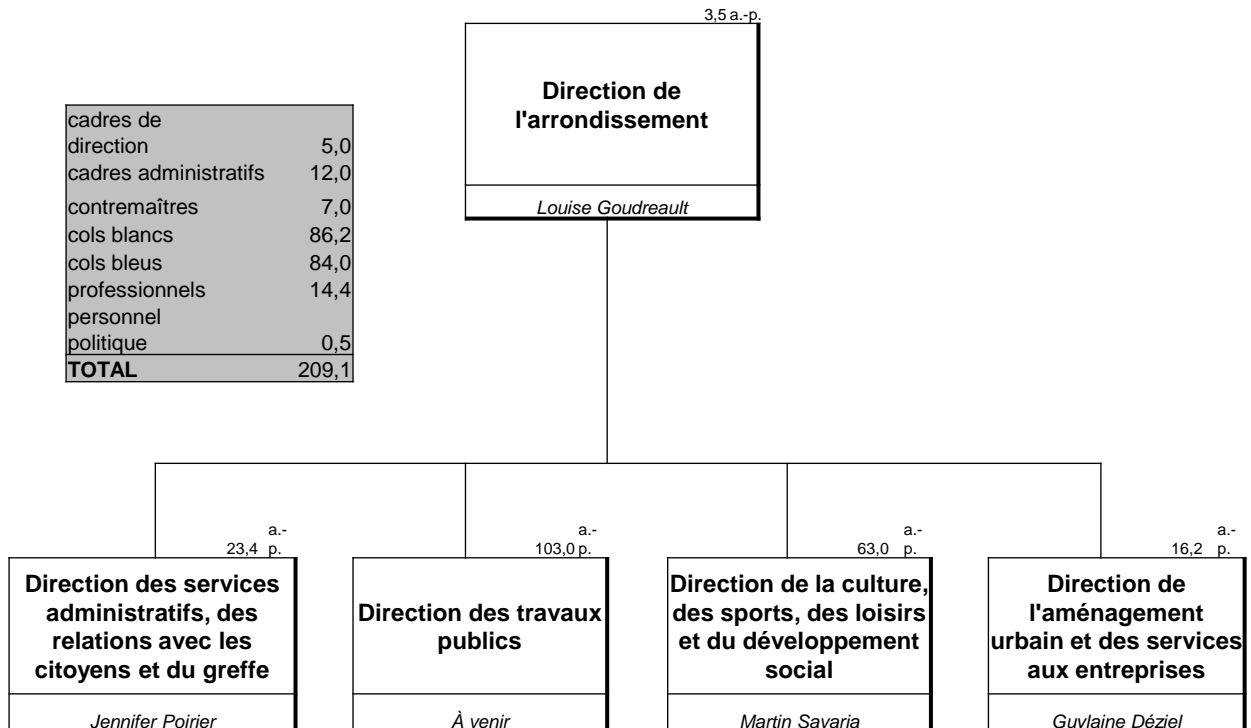 3,5 a.-p.
Direction de
l'arrondissement
Louise Goudreault
cadres de
direction 5,0
cadres administratifs 12,0
contremaîtres 7,0
cols blancs 86,2
cols bleus 84,0
professionnels 14,4
personnel
politique 0,5
TOTAL 209,1
a.-
23,4 p.
Direction des services
administratifs, des
relations avec les
citoyens et du greffe
Jennifer Poirier
a.-
103,0 p.
Direction des travaux
publics
À venir
a.-
63,0 p.
Direction de la culture,
des sports, des loisirs
et du développement
social
Martin Savaria
a.-
16,2 p.
Direction de
l'aménagement
urbain et des services
aux entreprises
Guylaine Déziel